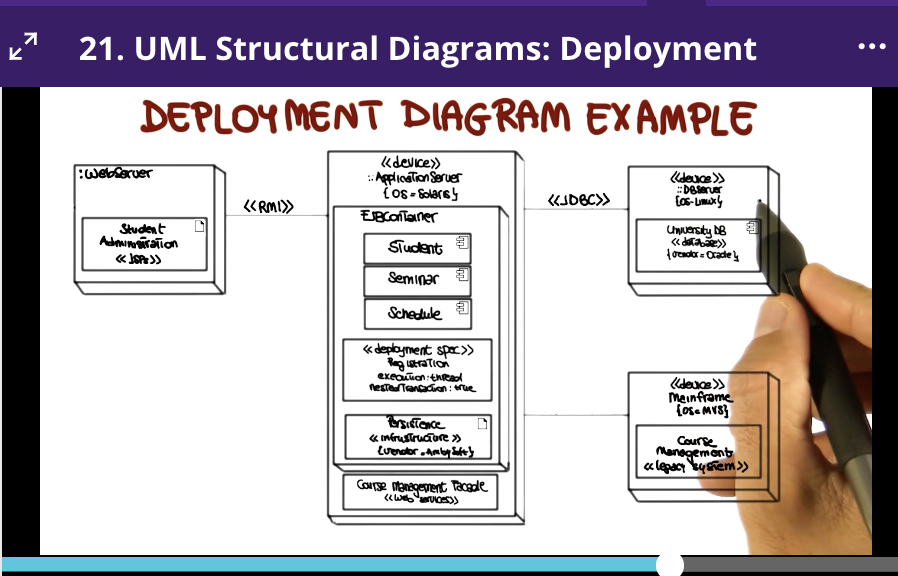 21. UML Structural Diagrams: Deployment
DEPLOYMENT DIAGRAM EXAMPLE
:WebServer
Student
Administration
<<JSPs>>
<<RMI>>
<<device>>
::ApplicationServer
{OS=Solaris}
EJBContainer
Student
Seminar
Schedule
<<deployment spec>>
Registration
execution:thread
nestedTransaction:true
Persistence
<<infrastructure>>
{vendor=AmbySoft}
Course Management Facade
<<web services>>
<<JDBC>>
<<device>>
::DBServer
{OS=Linux}
University DB
<<database>>
{vendor=Oracle}
<<device>>
Mainframe
{OS=MVS}
Course
Management
<<legacy system>>